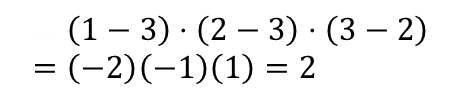 (1 − 3) · (2 − 3) · (3 − 2)
= (−2)(−1)(1) = 2